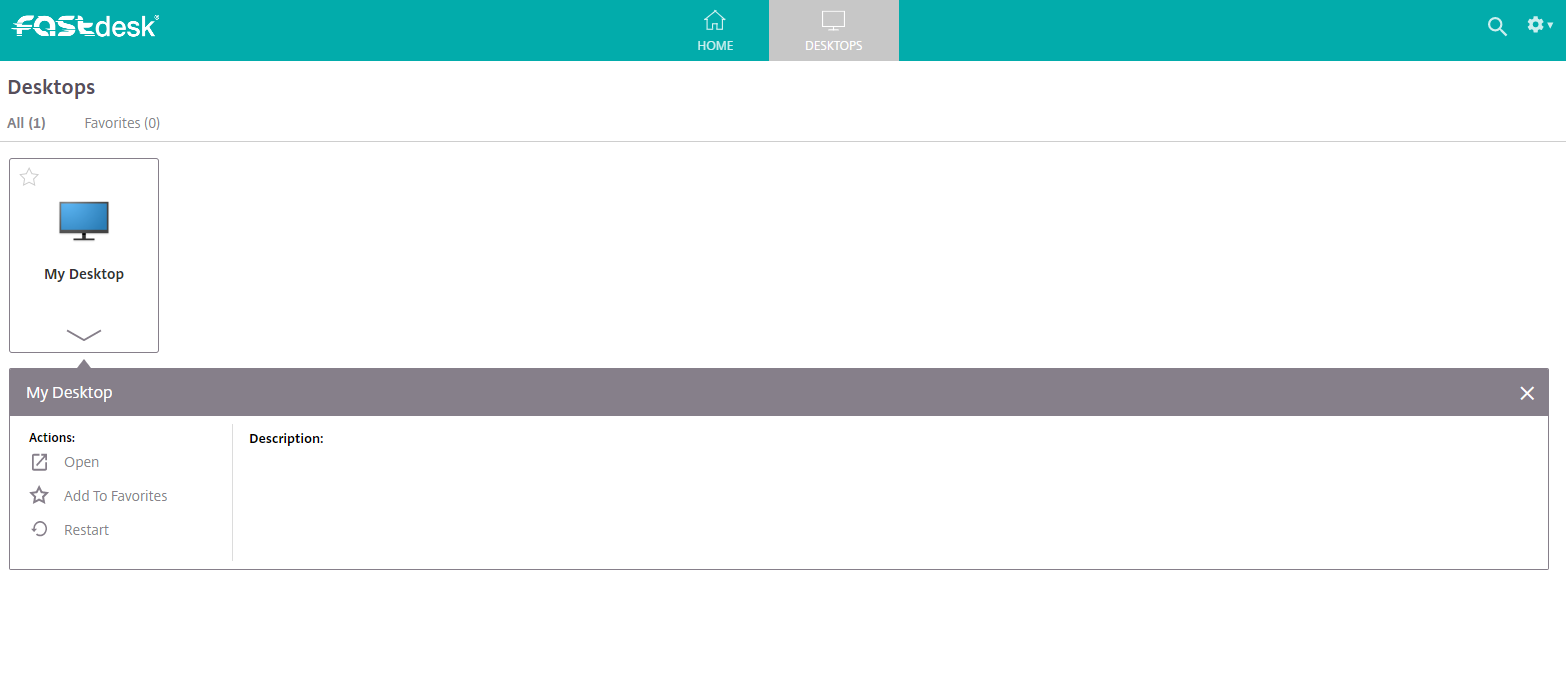 FASTdesk®
HOME
DESKTOPS
Desktops
All (1)
Favorites (0)
My Desktop
My Desktop
Actions:
Open
Add To Favorites
Restart
Description: